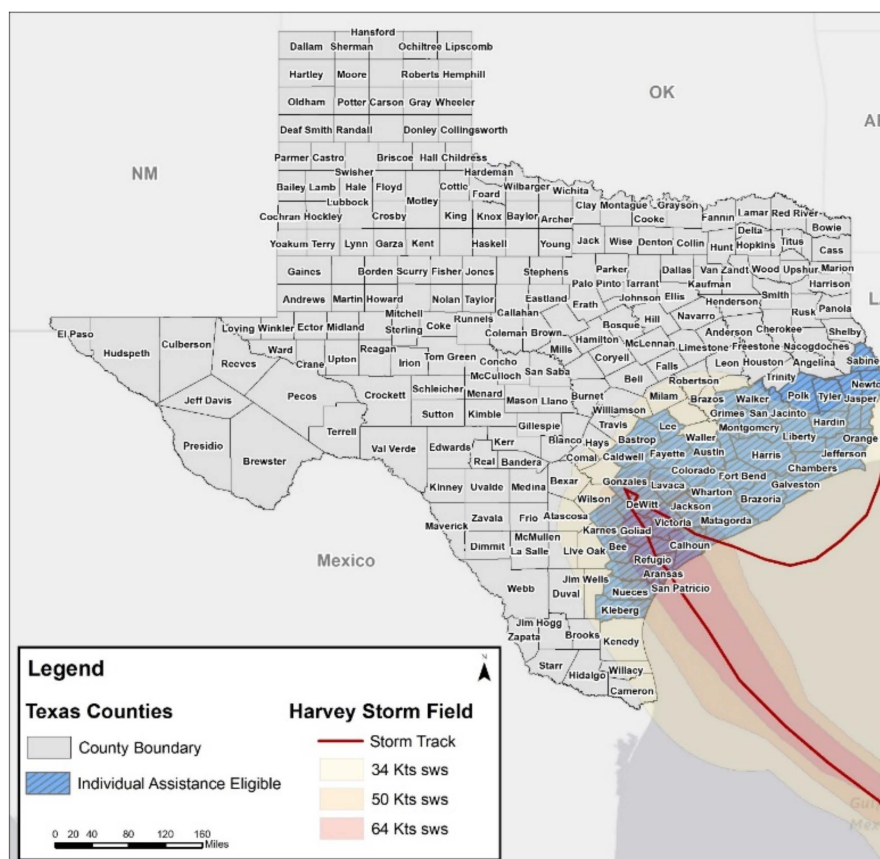 Hansford
Dallam Sherman Ochiltree Lipscomb
Hartley Moore Roberts Hemphill
OK
Oldham Potter Carson Gray Wheeler
Deaf Smith Randall Donley Collingsworth
Parmer Castro Briscoe Hall Childress
NM
Swisher Hardeman
Bailey Lamb Hale Floyd Cottle Foard Wilbarger Wichita
Lubbock Motley Clay Montague Grayson
Cochran Hockley Crosby King Knox Baylor Archer Cooke Fannin Lamar Red River Bowie
Delta
Yoakum Terry Lynn Garza Kent Haskell Young Jack Wise Denton Collin Hunt Hopkins Titus Cass
Gaines Borden Scurry Fisher Jones Stephens Parker Dallas Van Zandt Wood Upshur Marion
Palo Pinto Tarrant Kaufman Harrison
Andrews Martin Howard Nolan Taylor Eastland Erath Johnson Ellis Henderson Smith Rusk Panola
Mitchell Callahan
El Paso Hudspeth Culberson Loving Winkler Ector Midland Sterling Coke Runnels Coleman Brown Bosque Hill Navarro Anderson Cherokee Shelby
Reeves Ward Crane Upton Reagan Irion Tom Green Concho Mills Hamilton McLennan Limestone Freestone Nacogdoches Sabine
McCulloch San Saba Coryell Falls Leon Houston Angelina
Jeff Davis Pecos Crockett Schleicher Menard Mason Llano Burnet Bell Robertson Trinity Polk Tyler Newto
Sutton Kimble Williamson Milam Brazos Walker San Jacinto Jasper
Presidio Brewster Terrell Val Verde Edwards Kerr Gillespie Blanco Hays Travis Lee Grimes Montgomery Hardin
Real Bandera Comal Caldwell Bastrop Fayette Waller Austin Liberty Orange
Harris Jefferson
Kinney Uvalde Medina Bexar Gonzales Lavaca Colorado Fort Bend Chambers
Wilson DeWitt Wharton Brazoria Galveston
Maverick Zavala Frio Atascosa Karnes Goliad Victoria Jackson Matagorda
Mexico
Dimmit McMullen La Salle Live Oak Bee Calhoun
Refugio
Webb Duval Jim Wells Aransas
Nueces San Patricio
Kleberg
Jim Hogg
Zapata Brooks Kenedy
Starr Hidalgo Willacy
Cameron
Legend
N
Texas Counties
County Boundary
Individual Assistance Eligible
0 20 40 80 120 160
Miles
Harvey Storm Field
Storm Track
34 Kts sws
50 Kts sws
64 Kts sws